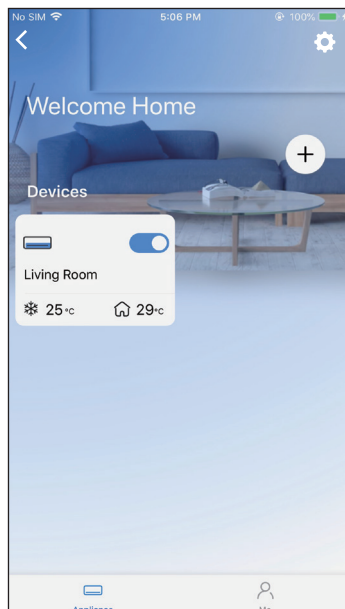 No SIM 5:06 PM 100%
Welcome Home
+
Devices
Living Room
25°C 29°C